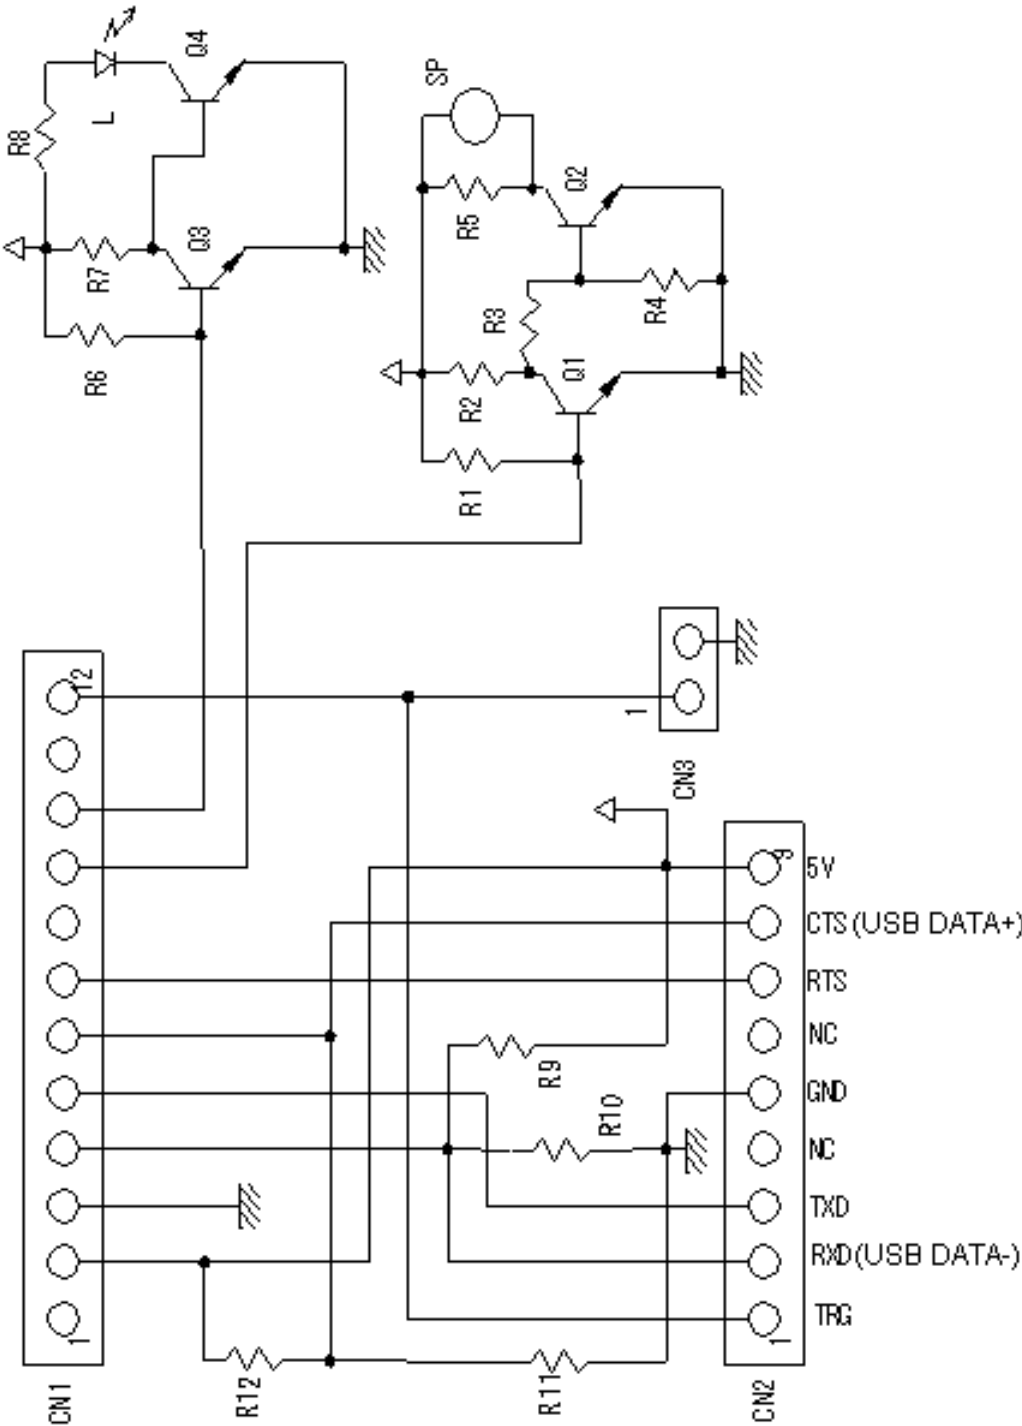 Q4
L
R8
Q3
R7
R6
SP
Q2
R5
R4
R3
Q1
R2
R1
12
1
CN3
9
5V
CTS (USB DATA+)
RTS
NC
R9
GND
R10
NC
TXD
RXD (USB DATA-)
TRG
1
1
R12
R11
CN1
CN2